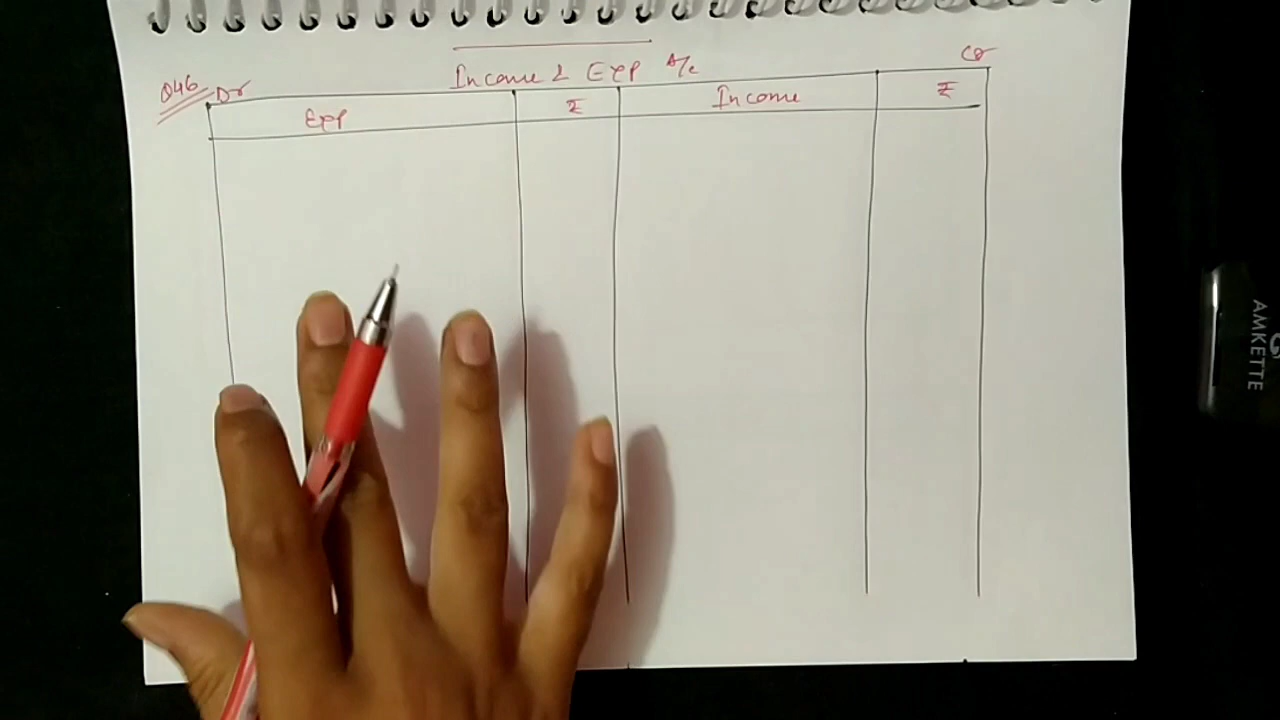 Income & Exp A/c
Q46 Dr Cr
Exp ₹ Income ₹
AMKETTE